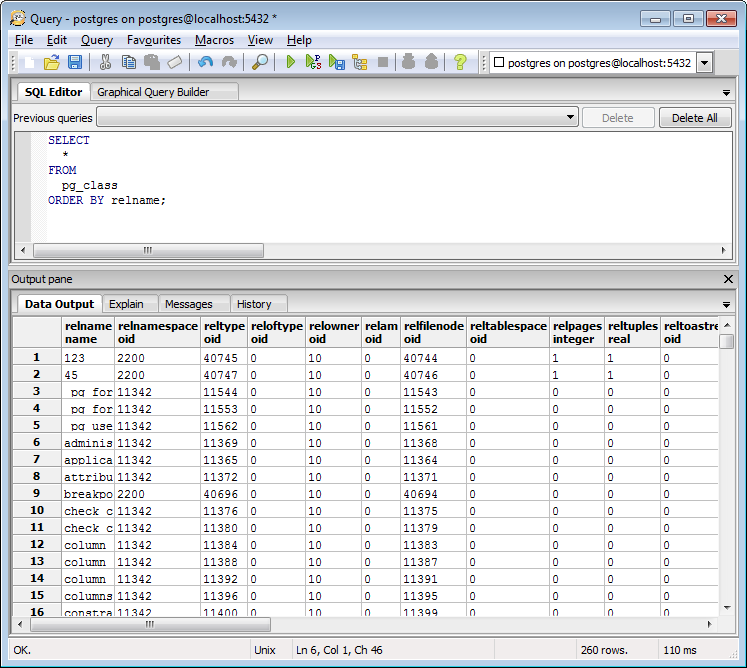 Query - postgres on postgres@localhost:5432 *
File Edit Query Favourites Macros View Help
postgres on postgres@localhost:5432
SQL Editor Graphical Query Builder
Previous queries Delete Delete All
SELECT
*
FROM
pg_class
ORDER BY relname;
Output pane
Data Output Explain Messages History
relname relnamespace reltype reloftype relowner relam relfilenode reltablespace relpages reltuples reltoastre
name oid oid oid oid oid oid oid integer real oid
1 123 2200 40745 0 10 0 40744 0 1 1 0
2 45 2200 40747 0 10 0 40746 0 1 1 0
3 pg for 11342 11544 0 10 0 11543 0 0 0 0
4 pg for 11342 11553 0 10 0 11552 0 0 0 0
5 pg use 11342 11562 0 10 0 11561 0 0 0 0
6 adminis 11342 11369 0 10 0 11368 0 0 0 0
7 applica 11342 11365 0 10 0 11364 0 0 0 0
8 attribu 11342 11372 0 10 0 11371 0 0 0 0
9 breakpo 2200 40696 0 10 0 40694 0 0 0 0
10 check c 11342 11376 0 10 0 11375 0 0 0 0
11 check c 11342 11380 0 10 0 11379 0 0 0 0
12 column 11342 11384 0 10 0 11383 0 0 0 0
13 column 11342 11388 0 10 0 11387 0 0 0 0
14 column 11342 11392 0 10 0 11391 0 0 0 0
15 columns 11342 11396 0 10 0 11395 0 0 0 0
16 constra 11342 11400 0 10 0 11399 0 0 0 0
OK. Unix Ln 6, Col 1, Ch 46 260 rows. 110 ms